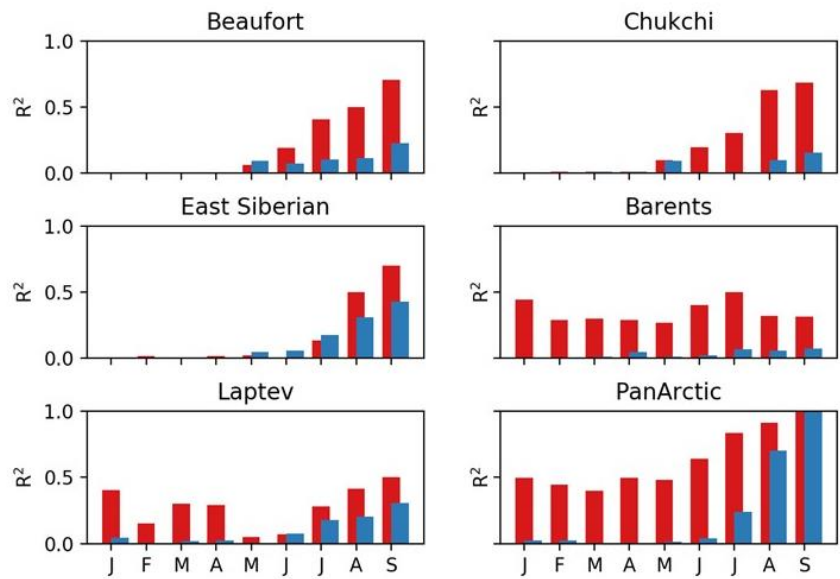 Beaufort
Chukchi
1.0
0.5
0.0
R²
R²
East Siberian
Barents
1.0
0.5
0.0
R²
R²
Laptev
PanArctic
1.0
0.5
0.0
R²
R²
J F M A M J J A S
J F M A M J J A S